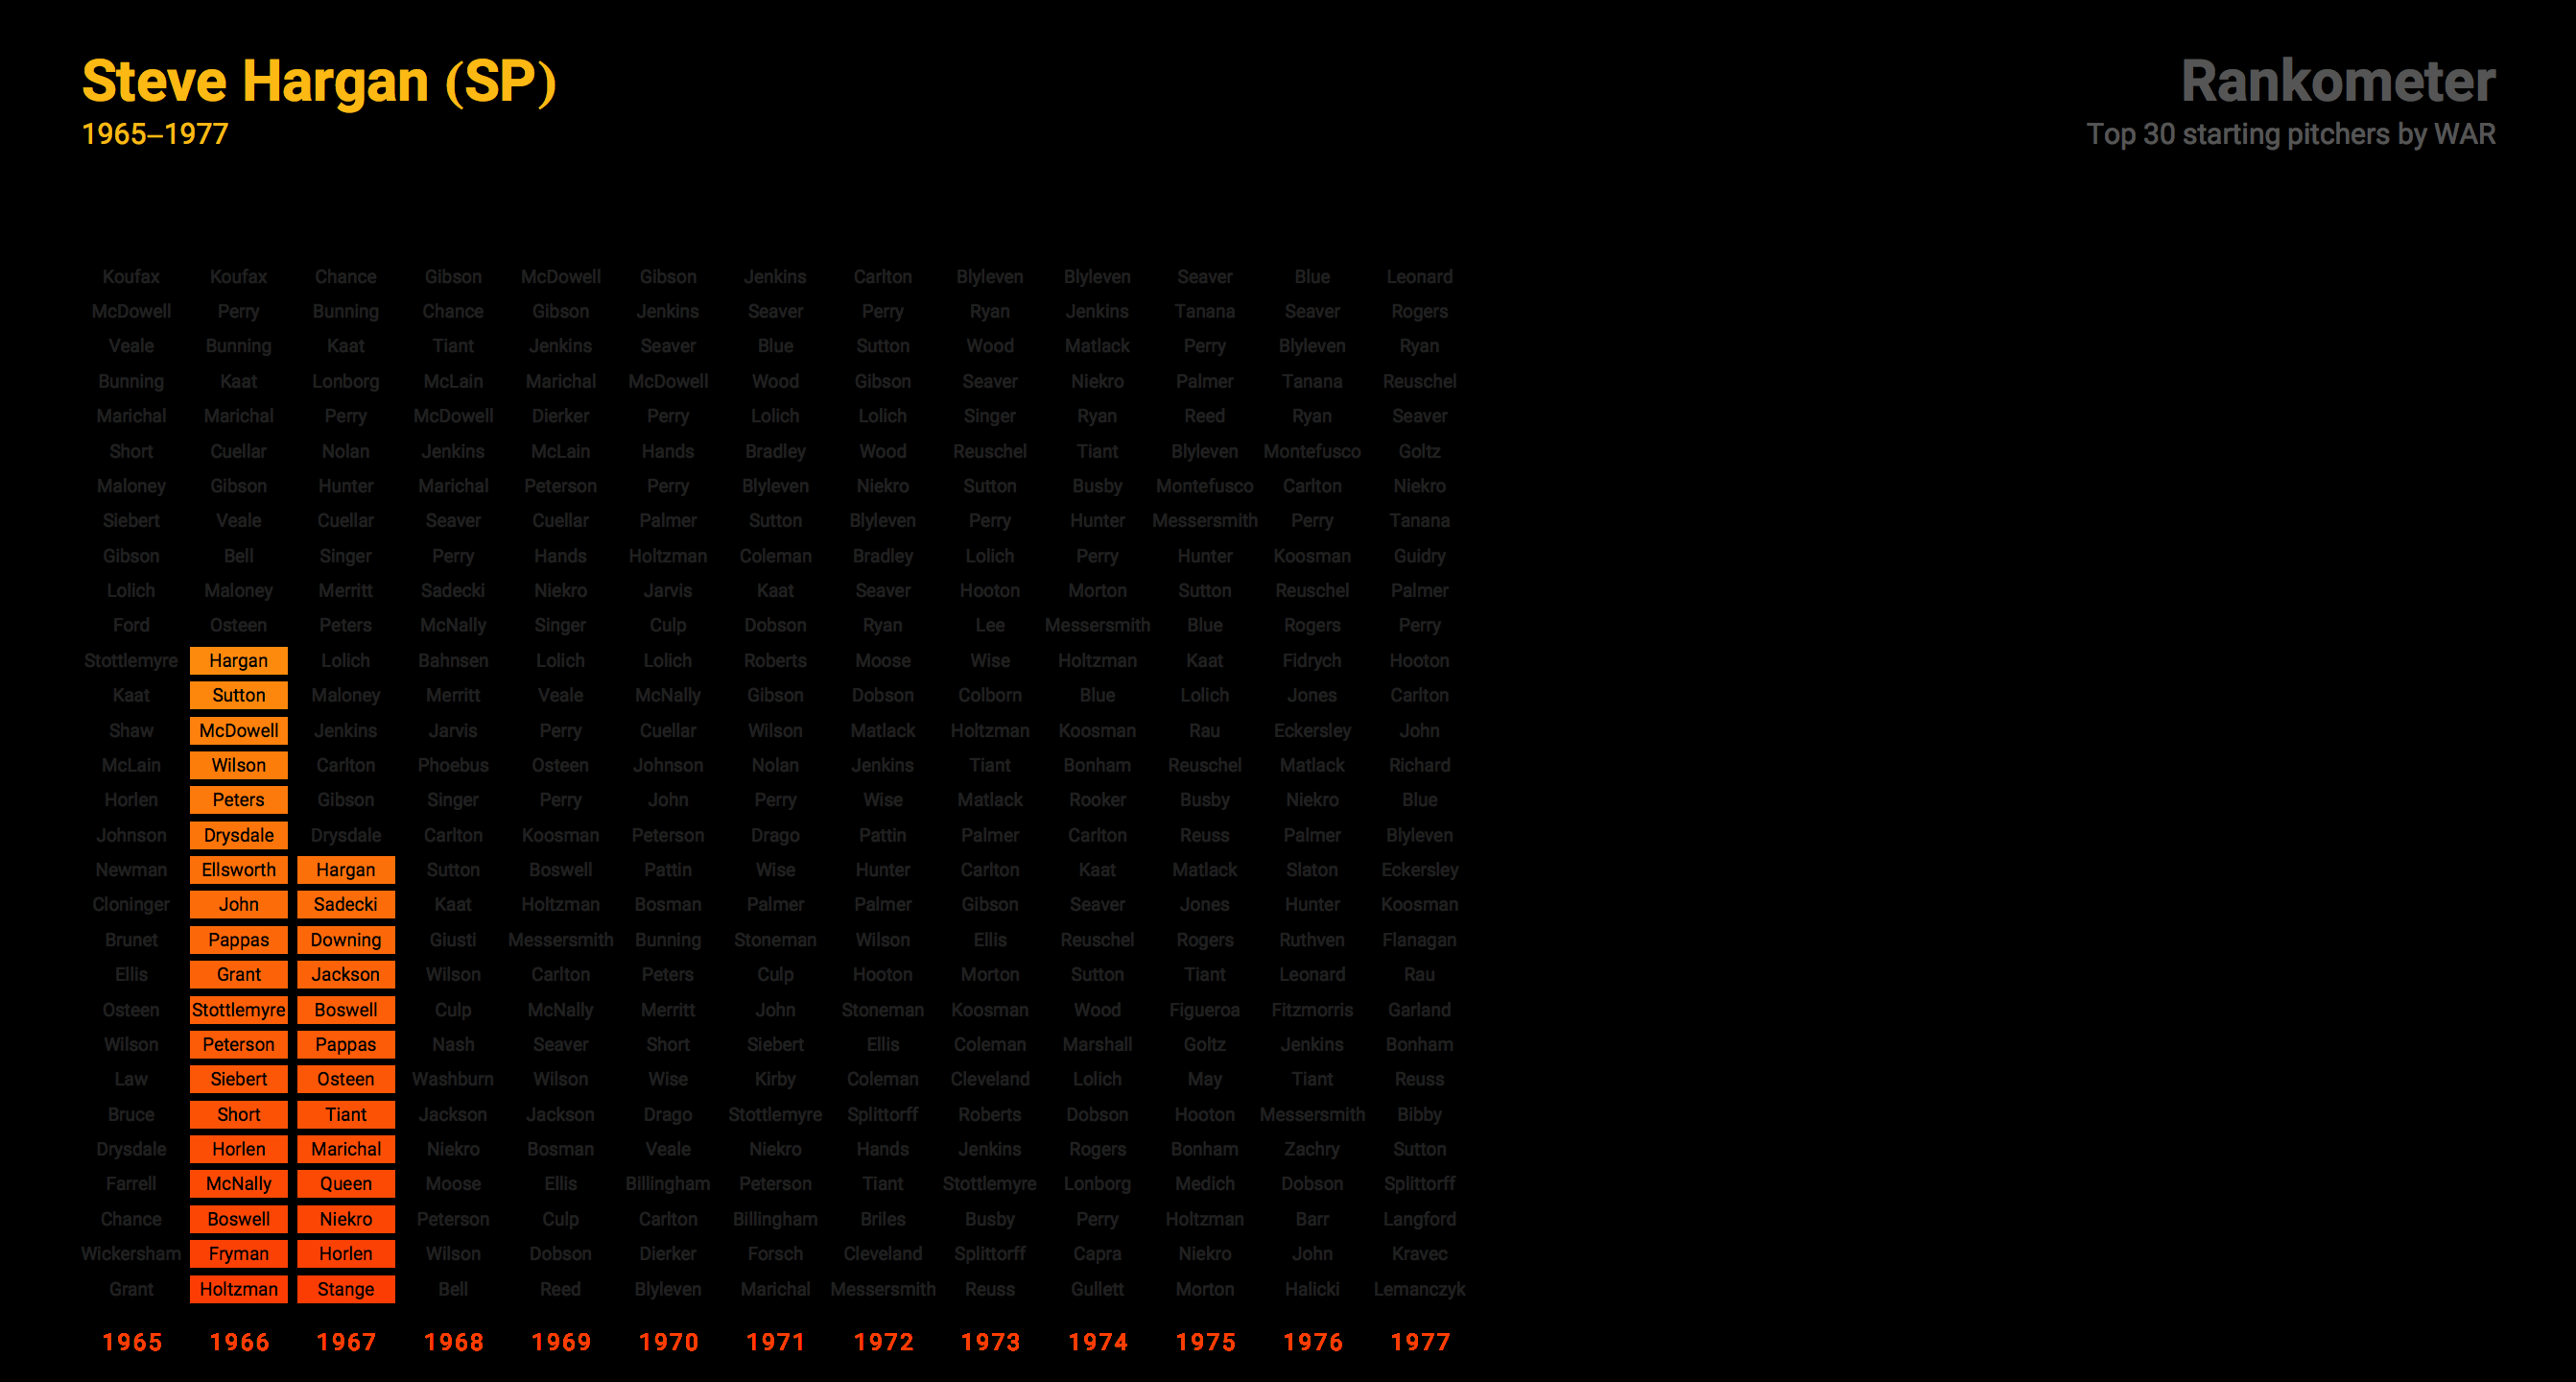 Steve Hargan (SP)
1965–1977
Rankometer
Top 30 starting pitchers by WAR
Koufax Koufax Chance Gibson McDowell Gibson Jenkins Carlton Blyleven Blyleven Seaver Blue Leonard
McDowell Perry Bunning Chance Gibson Jenkins Seaver Perry Ryan Jenkins Tanana Seaver Rogers
Veale Bunning Kaat Tiant Jenkins Seaver Blue Sutton Wood Matlack Perry Blyleven Ryan
Bunning Kaat Lonborg McLain Marichal McDowell Wood Gibson Seaver Niekro Palmer Tanana Reuschel
Marichal Marichal Perry McDowell Dierker Perry Lolich Lolich Singer Ryan Reed Ryan Seaver
Short Cuellar Nolan Jenkins McLain Hands Bradley Wood Reuschel Tiant Blyleven Montefusco Goltz
Maloney Gibson Hunter Marichal Peterson Perry Blyleven Niekro Sutton Busby Montefusco Carlton Niekro
Siebert Veale Cuellar Seaver Cuellar Palmer Sutton Blyleven Perry Hunter Messersmith Perry Tanana
Gibson Bell Singer Perry Hands Holtzman Coleman Bradley Lolich Perry Hunter Koosman Guidry
Lolich Maloney Merritt Sadecki Niekro Jarvis Kaat Seaver Hooton Morton Sutton Reuschel Palmer
Ford Osteen Peters McNally Singer Culp Dobson Ryan Lee Messersmith Blue Rogers Perry
Stottlemyre Hargan Lolich Bahnsen Lolich Lolich Roberts Moose Wise Holtzman Kaat Fidrych Hooton
Kaat Sutton Maloney Merritt Veale McNally Gibson Dobson Colborn Blue Lolich Jones Carlton
Shaw McDowell Jenkins Jarvis Perry Cuellar Wilson Matlack Holtzman Koosman Rau Eckersley John
McLain Wilson Carlton Phoebus Osteen Johnson Nolan Jenkins Tiant Bonham Reuschel Matlack Richard
Horlen Peters Gibson Singer Perry John Perry Wise Matlack Rooker Busby Niekro Blue
Johnson Drysdale Drysdale Carlton Koosman Peterson Drago Pattin Palmer Carlton Reuss Palmer Blyleven
Newman Ellsworth Hargan Sutton Boswell Pattin Wise Hunter Carlton Kaat Matlack Slaton Eckersley
Cloninger John Sadecki Kaat Holtzman Bosman Palmer Palmer Gibson Seaver Jones Hunter Koosman
Brunet Pappas Downing Giusti Messersmith Bunning Stoneman Wilson Ellis Reuschel Rogers Ruthven Flanagan
Ellis Grant Jackson Wilson Carlton Peters Culp Hooton Morton Sutton Tiant Leonard Rau
Osteen Stottlemyre Boswell Culp McNally Merritt John Stoneman Koosman Wood Figueroa Fitzmorris Garland
Wilson Peterson Pappas Nash Seaver Short Siebert Ellis Coleman Marshall Goltz Jenkins Bonham
Law Siebert Osteen Washburn Wilson Wise Kirby Coleman Cleveland Lolich May Tiant Reuss
Bruce Short Tiant Jackson Jackson Drago Stottlemyre Splittorff Roberts Dobson Hooton Messersmith Bibby
Drysdale Horlen Marichal Niekro Bosman Veale Niekro Hands Jenkins Rogers Bonham Zachry Sutton
Farrell McNally Queen Moose Ellis Billingham Peterson Tiant Stottlemyre Lonborg Medich Dobson Splittorff
Chance Boswell Niekro Peterson Culp Carlton Billingham Briles Busby Perry Holtzman Barr Langford
Wickersham Fryman Horlen Wilson Dobson Dierker Forsch Cleveland Splittorff Capra Niekro John Kravec
Grant Holtzman Stange Bell Reed Blyleven Marichal Messersmith Reuss Gullett Morton Halicki Lemanczyk
1965 1966 1967 1968 1969 1970 1971 1972 1973 1974 1975 1976 1977